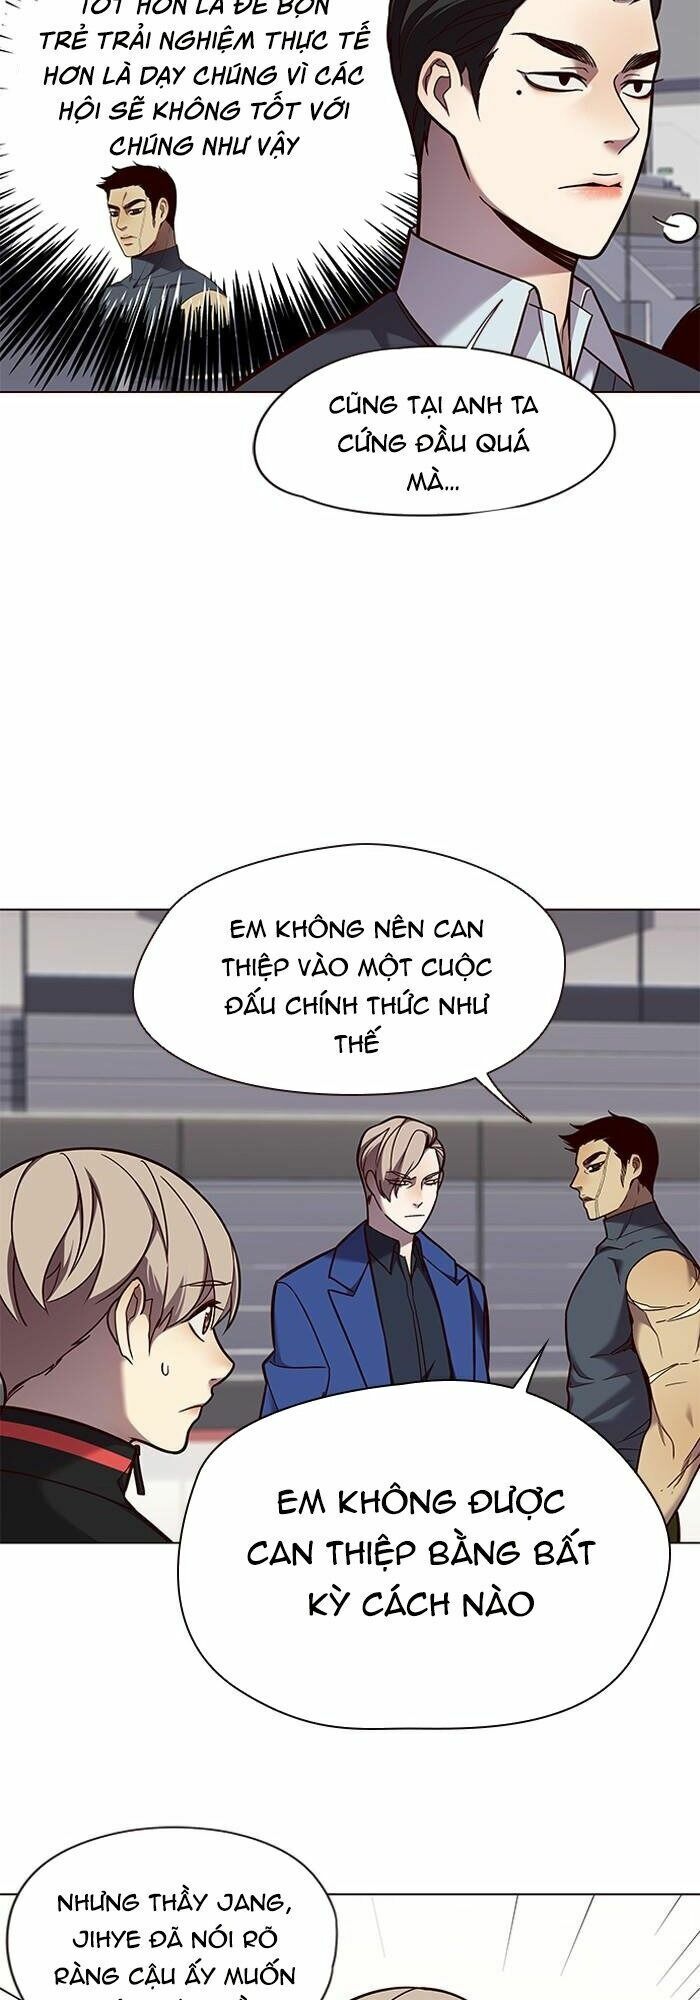 TỐT HƠN LÀ ĐỂ BỌN
TRẺ TRẢI NGHIỆM THỰC TẾ
HƠN LÀ DẠY CHÚNG VÌ CÁC
HỘI SẼ KHÔNG TỐT VỚI
CHÚNG NHƯ VẬY
CŨNG TẠI ANH TA
CỨNG ĐẦU QUÁ
MÀ...
EM KHÔNG NÊN CAN
THIỆP VÀO MỘT CUỘC
ĐẤU CHÍNH THỨC NHƯ
THẾ
EM KHÔNG ĐƯỢC
CAN THIỆP BẰNG BẤT
KỲ CÁCH NÀO
NHƯNG THẦY JANG,
JIHYE ĐÃ NÓI RÕ
RÀNG CẬU ẤY MUỐN